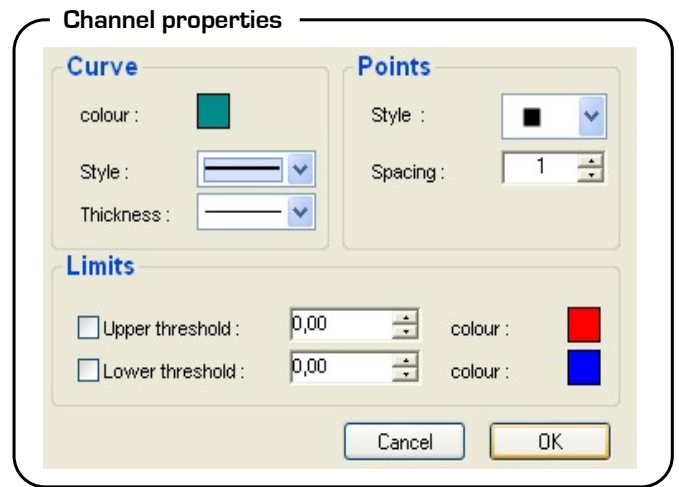 Channel properties
Curve
colour :
Style :
Thickness :
Points
Style :
Spacing : 1
Limits
Upper threshold : 0,00 colour :
Lower threshold : 0,00 colour :
Cancel OK